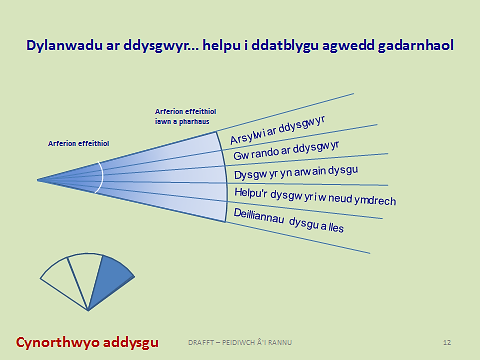 Dylanwadu ar ddysgwyr... helpu i ddatblygu agwedd gadarnhaol
Arferion effeithiol
iawn a pharhaus
Arferion effeithiol
Arsylwi ar ddysgwyr
Gwrando ar ddysgwyr
Dysgwyr yn arwain dysgu
Helpu'r dysgwyr i wneud ymdrech
Deilliannau dysgu a lles
Cynorthwyo addysgu
DRAFFT – PEIDIWCH Â'I RANNU
12